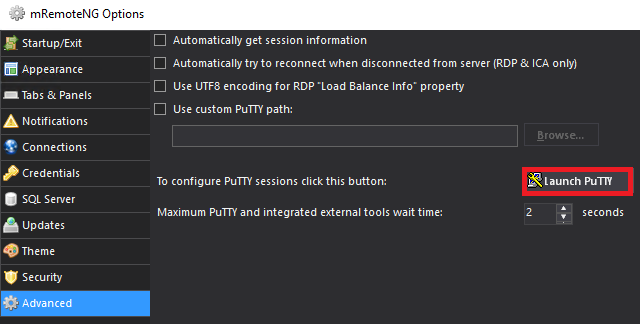 mRemoteNG Options
Startup/Exit
Appearance
Tabs & Panels
Notifications
Connections
Credentials
SQL Server
Updates
Theme
Security
Advanced
Automatically get session information
Automatically try to reconnect when disconnected from server (RDP & ICA only)
Use UTF8 encoding for RDP "Load Balance Info" property
Use custom PuTTY path:
Browse...
To configure PuTTY sessions click this button:
Launch PuTTY
Maximum PuTTY and integrated external tools wait time:
2
seconds